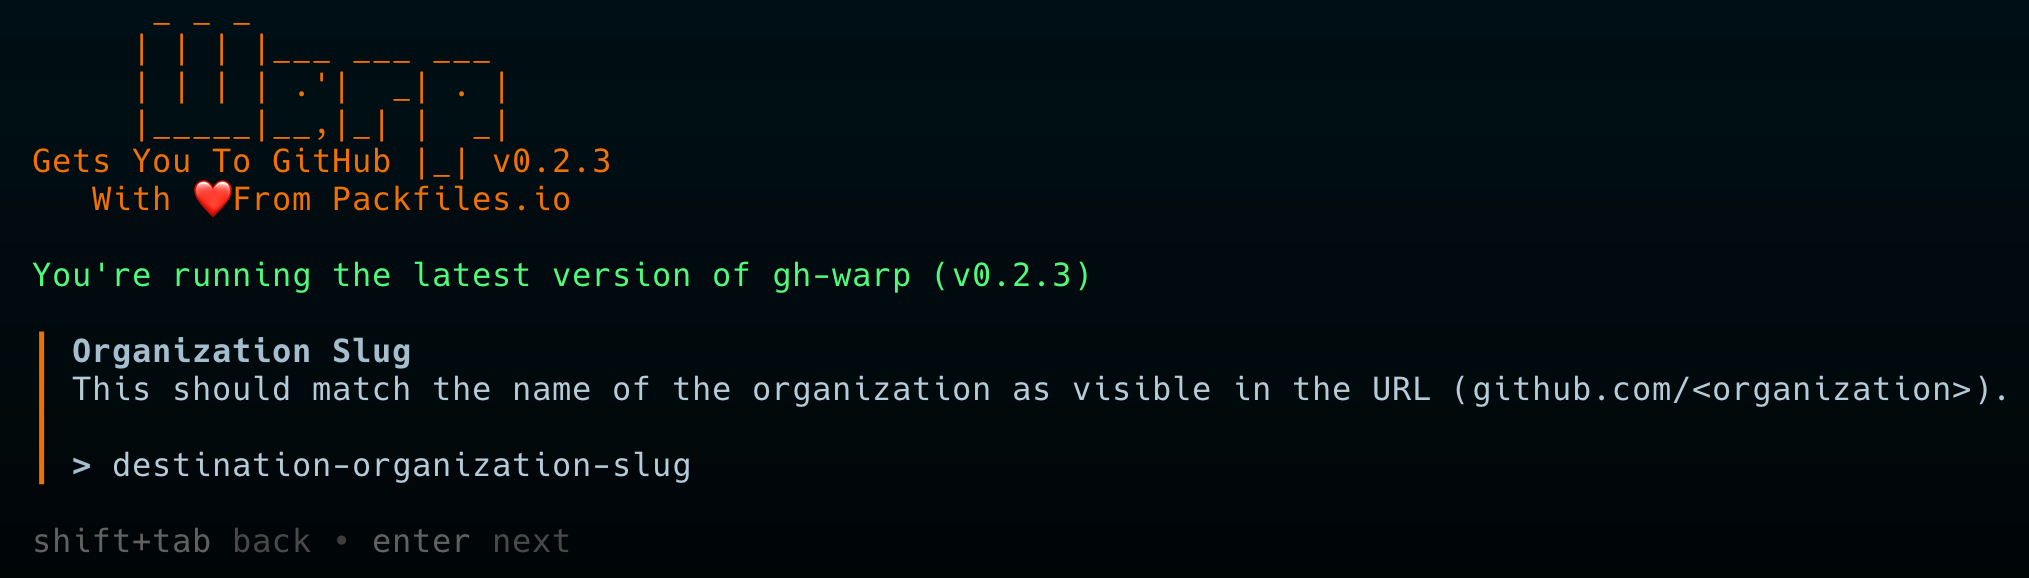 _ _ _
| | | |___ ___ ___
| | | | .'|  _| . |
|_____|__,|_| |  _|
Gets You To GitHub |_| v0.2.3
With ❤️From Packfiles.io
You're running the latest version of gh-warp (v0.2.3)
Organization Slug
This should match the name of the organization as visible in the URL (github.com/<organization>).
> destination-organization-slug
shift+tab back • enter next